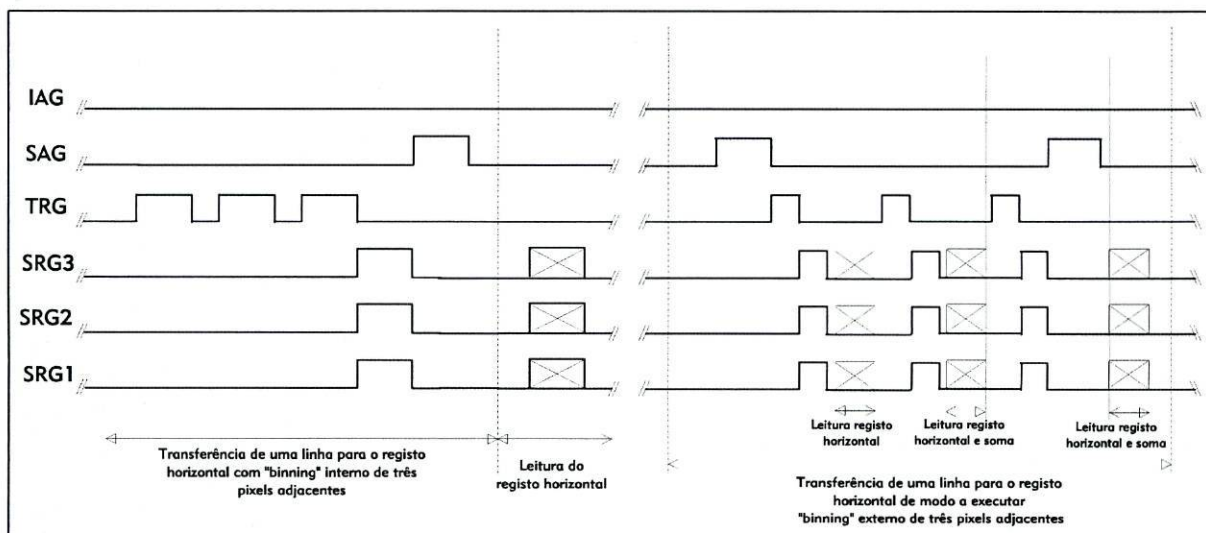 IAG
SAG
TRG
SRG3
SRG2
SRG1
Transferência de uma linha para o registo
horizontal com "binning" interno de três
pixels adjacentes
Leitura do
registo horizontal
Leitura registo
horizontal
Leitura registo
horizontal e soma
Leitura registo
horizontal e soma
Transferência de uma linha para o registo
horizontal de modo a executar
"binning" externo de três pixels adjacentes